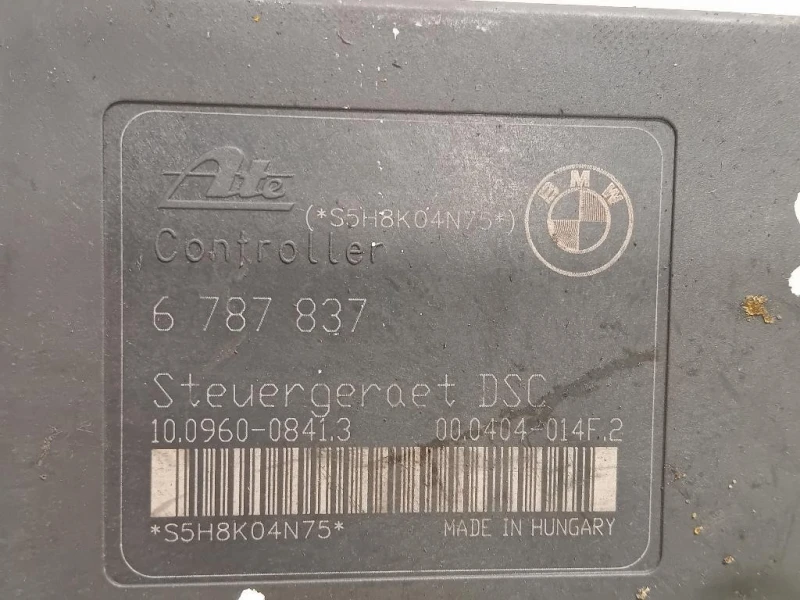 Ate
(*S5H8K04N75*)
BMW
Controller
6 787 837
Steuergeraet DSC
10.0960-0841.3 00.0404-014F.2
*S5H8K04N75* MADE IN HUNGARY